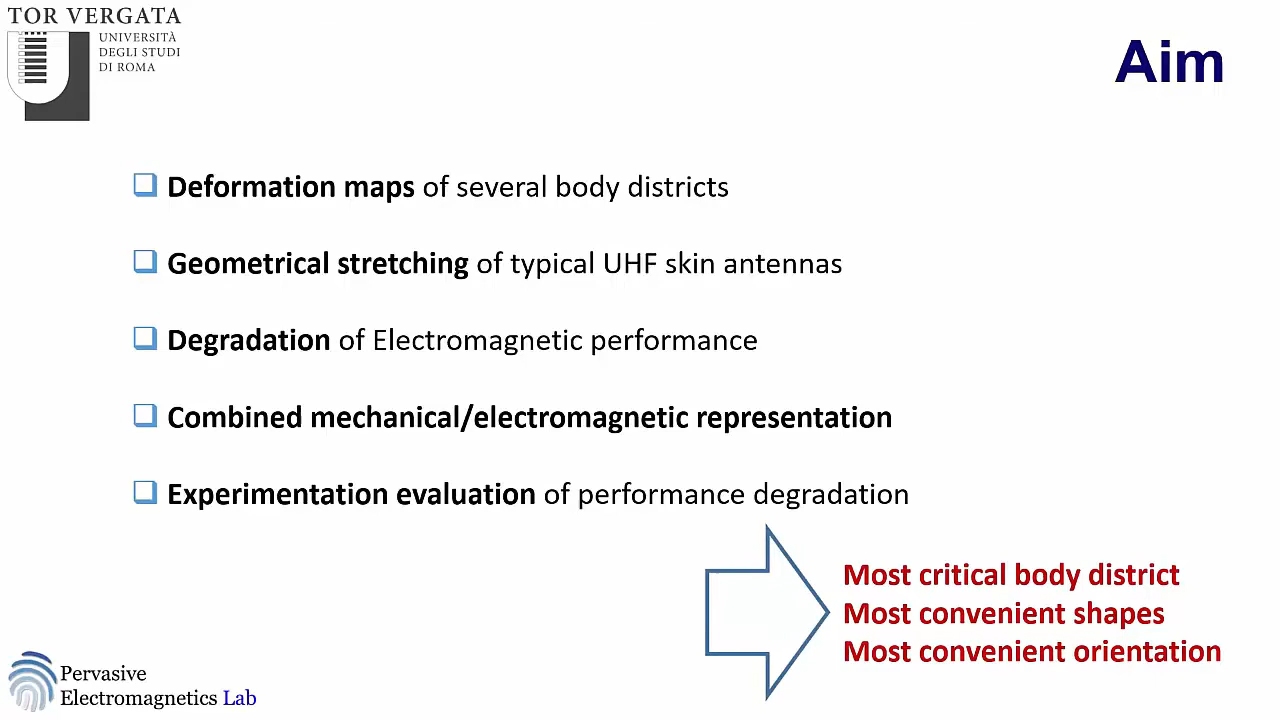 TOR VERGATA
UNIVERSITÀ
DEGLI STUDI
DI ROMA
Aim
Deformation maps of several body districts
Geometrical stretching of typical UHF skin antennas
Degradation of Electromagnetic performance
Combined mechanical/electromagnetic representation
Experimentation evaluation of performance degradation
Most critical body district
Most convenient shapes
Most convenient orientation
Pervasive
Electromagnetics Lab